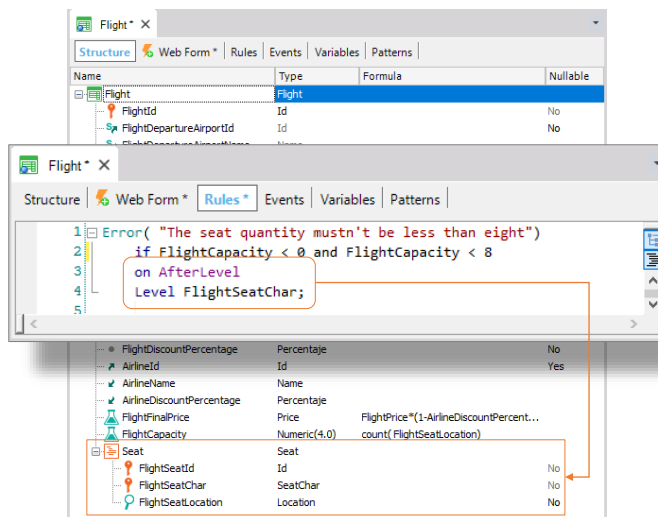 Flight*
Structure Web Form * Rules Events Variables Patterns
Name Type Formula Nullable
Flight Flight
FlightId Id No
FlightDepartureAirportId Id No
FlightDepartureAirportName Name
Flight*
Structure Web Form * Rules * Events Variables Patterns
1 Error( "The seat quantity mustn't be less than eight")
2 if FlightCapacity < 0 and FlightCapacity < 8
3 on AfterLevel
4 Level FlightSeatChar;
5
FlightDiscountPercentage Percentaje No
AirlineId Id Yes
AirlineName Name
AirlineDiscountPercentage Percentaje
FlightFinalPrice Price FlightPrice*(1-AirlineDiscountPercent...
FlightCapacity Numeric(4.0) count( FlightSeatLocation)
Seat Seat
FlightSeatId Id No
FlightSeatChar SeatChar No
FlightSeatLocation Location No